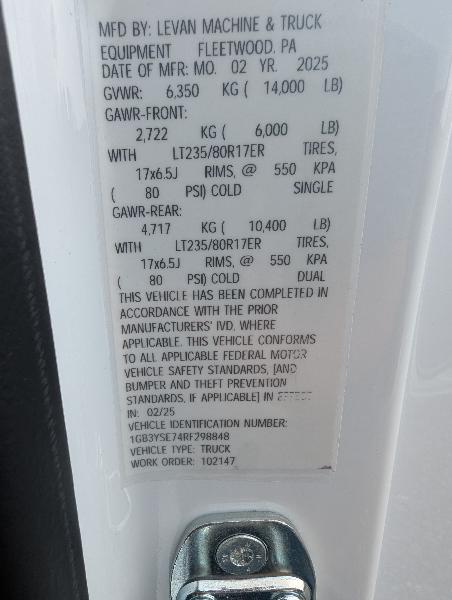 MFD BY: LEVAN MACHINE & TRUCK
EQUIPMENT FLEETWOOD, PA
DATE OF MFR: MO. 02 YR. 2025
GVWR: 6,350 KG ( 14,000 LB)
GAWR-FRONT:
2,722 KG ( 6,000 LB)
WITH LT235/80R17ER TIRES,
17x6.5J RIMS, @ 550 KPA
( 80 PSI) COLD SINGLE
GAWR-REAR:
4,717 KG ( 10,400 LB)
WITH LT235/80R17ER TIRES,
17x6.5J RIMS, @ 550 KPA
( 80 PSI) COLD DUAL
THIS VEHICLE HAS BEEN COMPLETED IN
ACCORDANCE WITH THE PRIOR
MANUFACTURERS' IVD, WHERE
APPLICABLE. THIS VEHICLE CONFORMS
TO ALL APPLICABLE FEDERAL MOTOR
VEHICLE SAFETY STANDARDS, [AND
BUMPER AND THEFT PREVENTION
STANDARDS, IF APPLICABLE] IN EFFECT
IN: 02/25
VEHICLE IDENTIFICATION NUMBER:
1GB3YSE74RF298848
VEHICLE TYPE: TRUCK
WORK ORDER: 102147